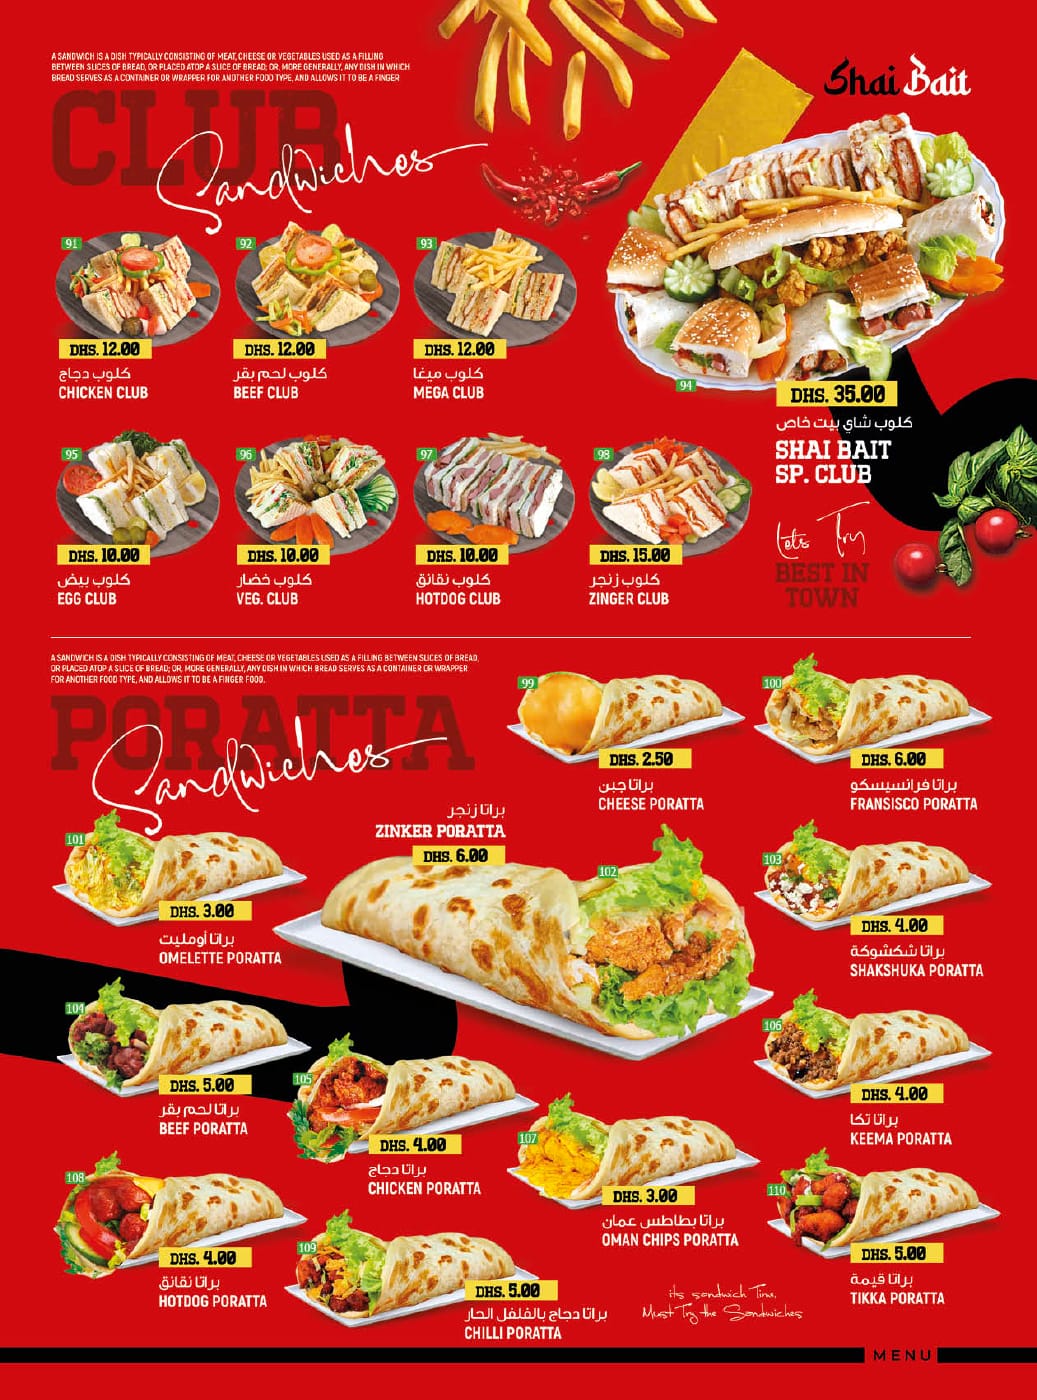 A SANDWICH IS A DISH TYPICALLY CONSISTING OF MEAT, CHEESE OR VEGETABLES USED AS A FILLING
BETWEEN SLICES OF BREAD, OR PLACED ATOP A SLICE OF BREAD; OR, MORE GENERALLY, ANY DISH IN WHICH
BREAD SERVES AS A CONTAINER OR WRAPPER FOR ANOTHER FOOD TYPE, AND ALLOWS IT TO BE A FINGER
CLUB
Sandwiches
Shai Bait
91
DHS. 12.00
كلوب دجاج
CHICKEN CLUB
92
DHS. 12.00
كلوب لحم بقر
BEEF CLUB
93
DHS. 12.00
كلوب ميغا
MEGA CLUB
94
DHS. 35.00
كلوب شاي بيت خاص
SHAI BAIT
SP. CLUB
95
DHS. 10.00
كلوب بيض
EGG CLUB
96
DHS. 10.00
كلوب خضار
VEG. CLUB
97
DHS. 10.00
كلوب نقانق
HOTDOG CLUB
98
DHS. 15.00
كلوب زنجر
ZINGER CLUB
Lets Try
BEST IN
TOWN
A SANDWICH IS A DISH TYPICALLY CONSISTING OF MEAT, CHEESE OR VEGETABLES USED AS A FILLING BETWEEN SLICES OF BREAD,
OR PLACED ATOP A SLICE OF BREAD; OR, MORE GENERALLY, ANY DISH IN WHICH BREAD SERVES AS A CONTAINER OR WRAPPER
FOR ANOTHER FOOD TYPE, AND ALLOWS IT TO BE A FINGER FOOD.
PORATTA
Sandwiches
99
DHS. 2.50
براتا جبن
CHEESE PORATTA
100
DHS. 6.00
براتا فرانسيسكو
FRANSISCO PORATTA
101
DHS. 3.00
براتا أومليت
OMELETTE PORATTA
براتا زنجر
ZINKER PORATTA
DHS. 6.00
102
103
DHS. 4.00
براتا شكشوكة
SHAKSHUKA PORATTA
104
DHS. 5.00
براتا لحم بقر
BEEF PORATTA
105
DHS. 4.00
براتا دجاج
CHICKEN PORATTA
106
DHS. 4.00
براتا تكا
KEEMA PORATTA
107
DHS. 3.00
براتا بطاطس عمان
OMAN CHIPS PORATTA
108
DHS. 4.00
براتا نقانق
HOTDOG PORATTA
109
DHS. 5.00
براتا دجاج بالفلفل الحار
CHILLI PORATTA
110
DHS. 5.00
براتا قيمة
TIKKA PORATTA
its sandwich Time,
Must Try the Sandwiches
MENU